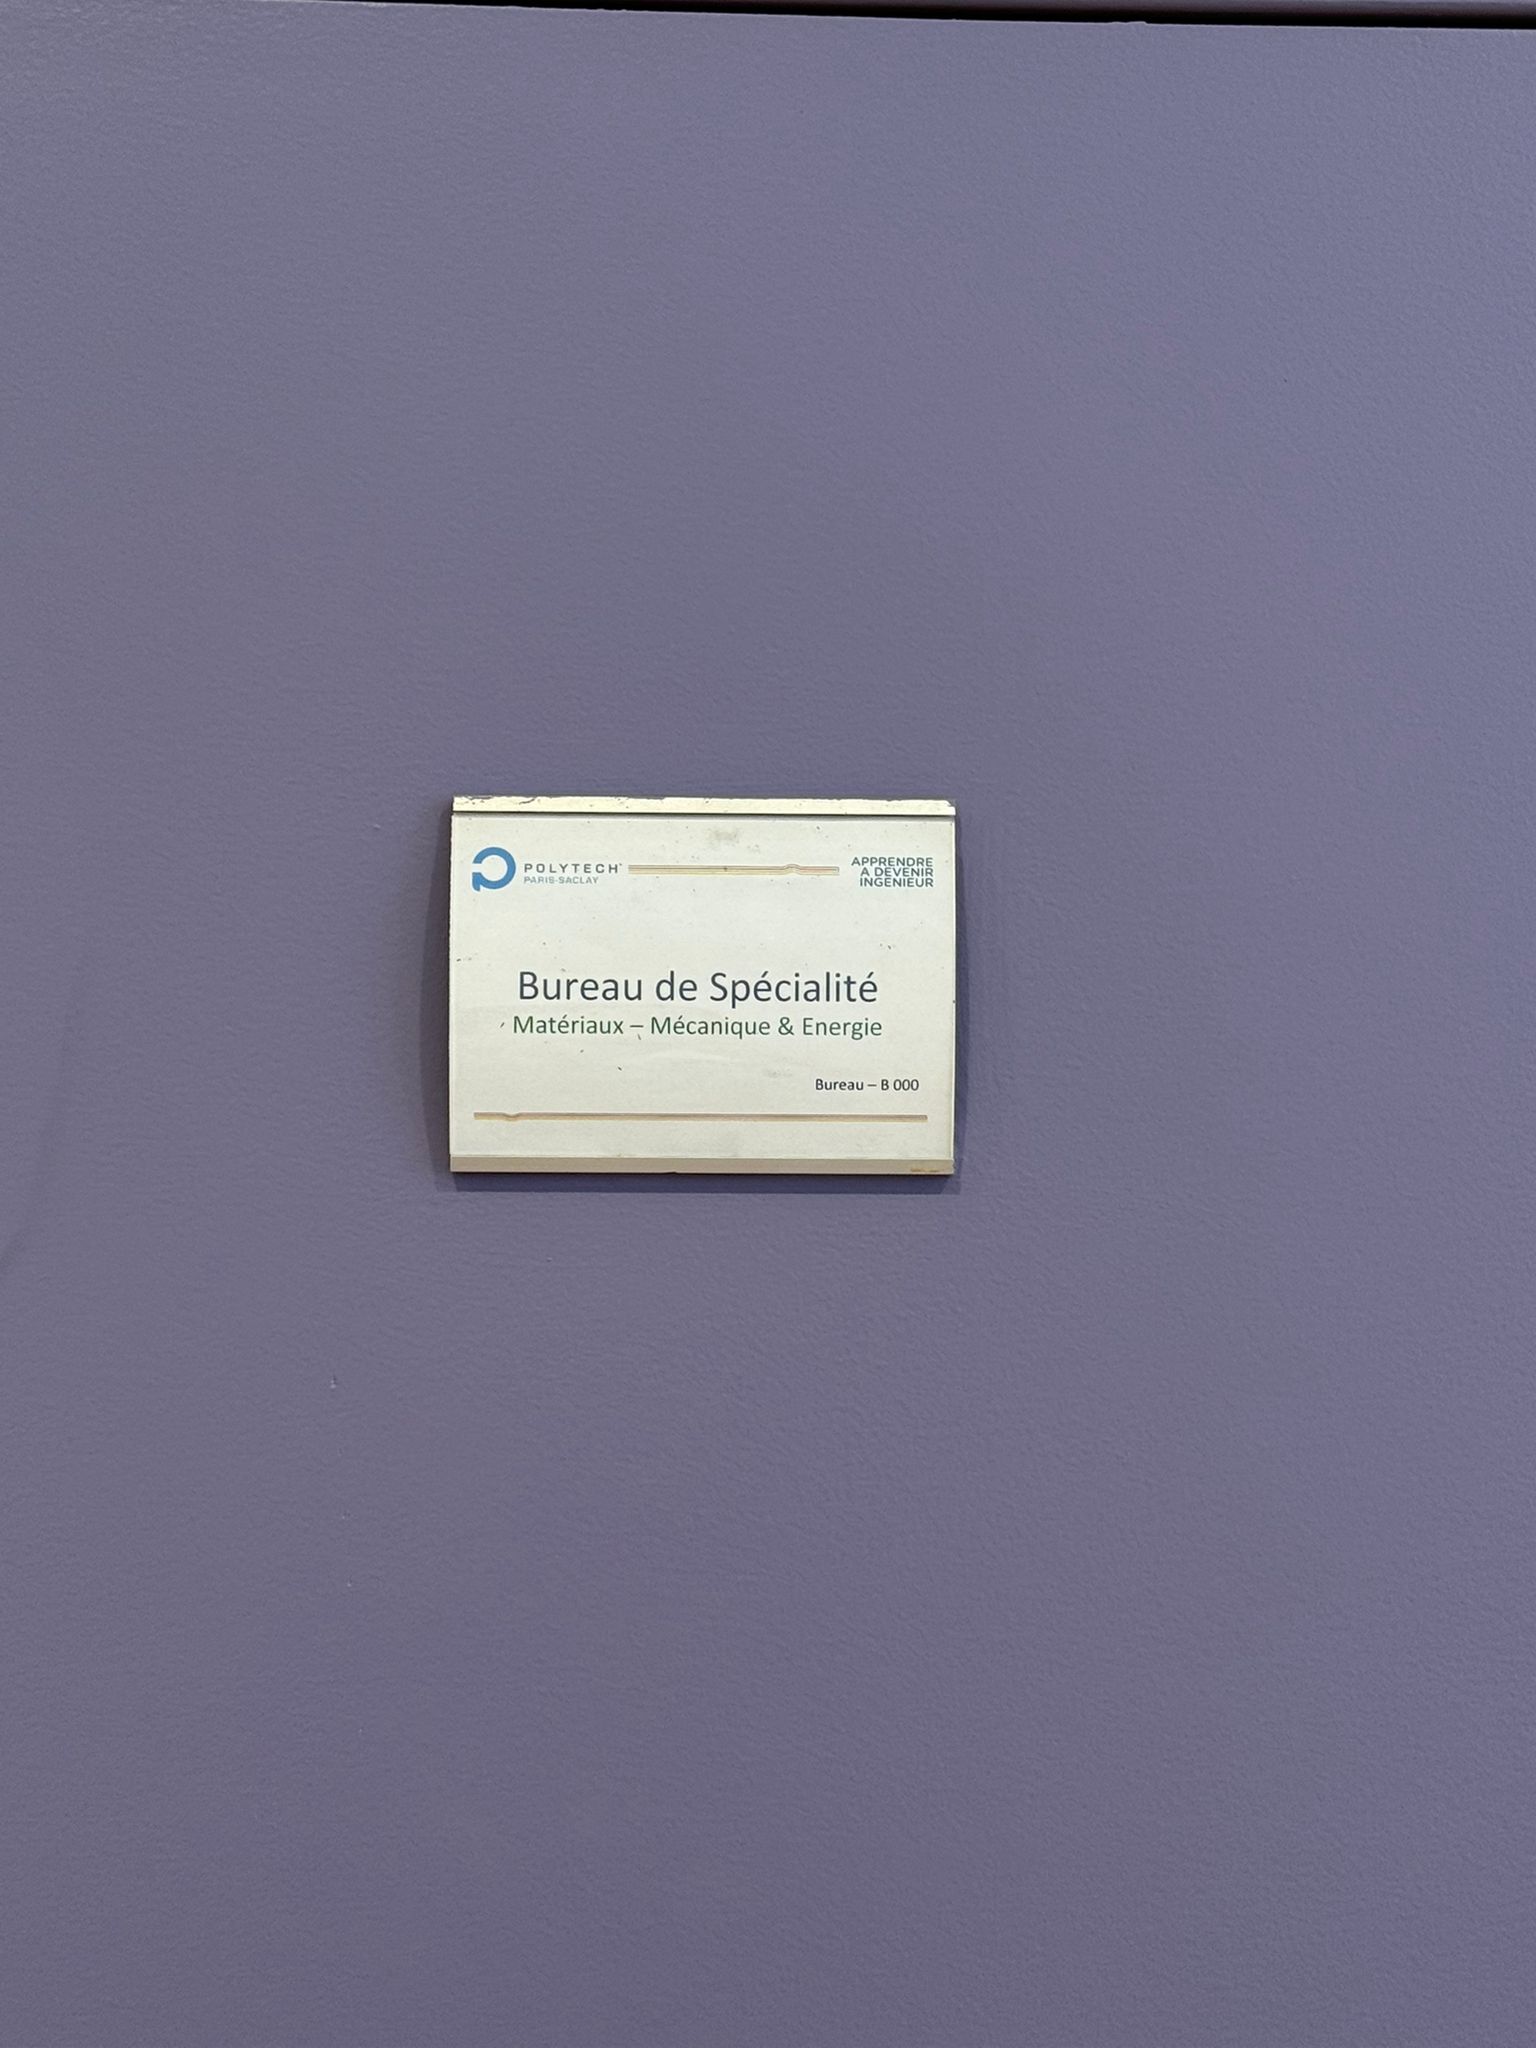 POLYTECH
PARIS-SACLAY
APPRENDRE
A DEVENIR
INGÉNIEUR
Bureau de Spécialité
Matériaux – Mécanique & Energie
Bureau – B 000